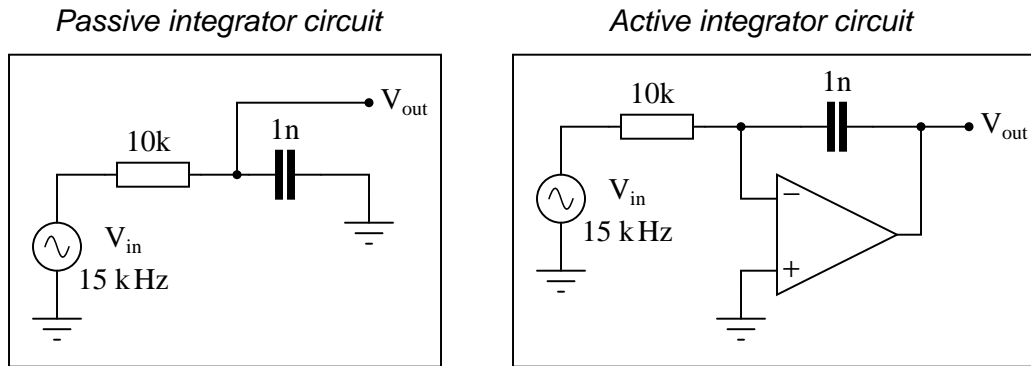 Passive integrator circuit
10k
1n
V_out
V_in
15 kHz
Active integrator circuit
10k
1n
V_out
V_in
15 kHz
−
+